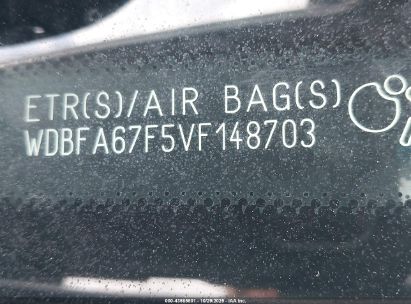 ETR(S)/AIR BAG(S)
WDBFA67F5VF148703